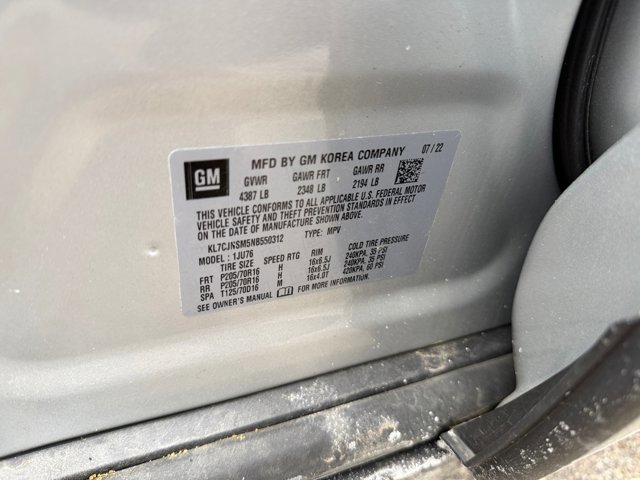 GM
MFD BY GM KOREA COMPANY 07 / 22
GVWR GAWR FRT GAWR RR
4387 LB 2348 LB 2194 LB
THIS VEHICLE CONFORMS TO ALL APPLICABLE U.S. FEDERAL MOTOR
VEHICLE SAFETY AND THEFT PREVENTION STANDARDS IN EFFECT
ON THE DATE OF MANUFACTURE SHOWN ABOVE.
KL7CJNSM5NB550312 TYPE: MPV
MODEL : 1JU76
TIRE SIZE SPEED RTG RIM COLD TIRE PRESSURE
FRT P205/70R16 H 16x6.5J 240KPA, 35 PSI
RR P205/70R16 H 16x6.5J 240KPA, 35 PSI
SPA T125/70D16 M 16x4.0T 420KPA, 60 PSI
SEE OWNER'S MANUAL FOR MORE INFORMATION.